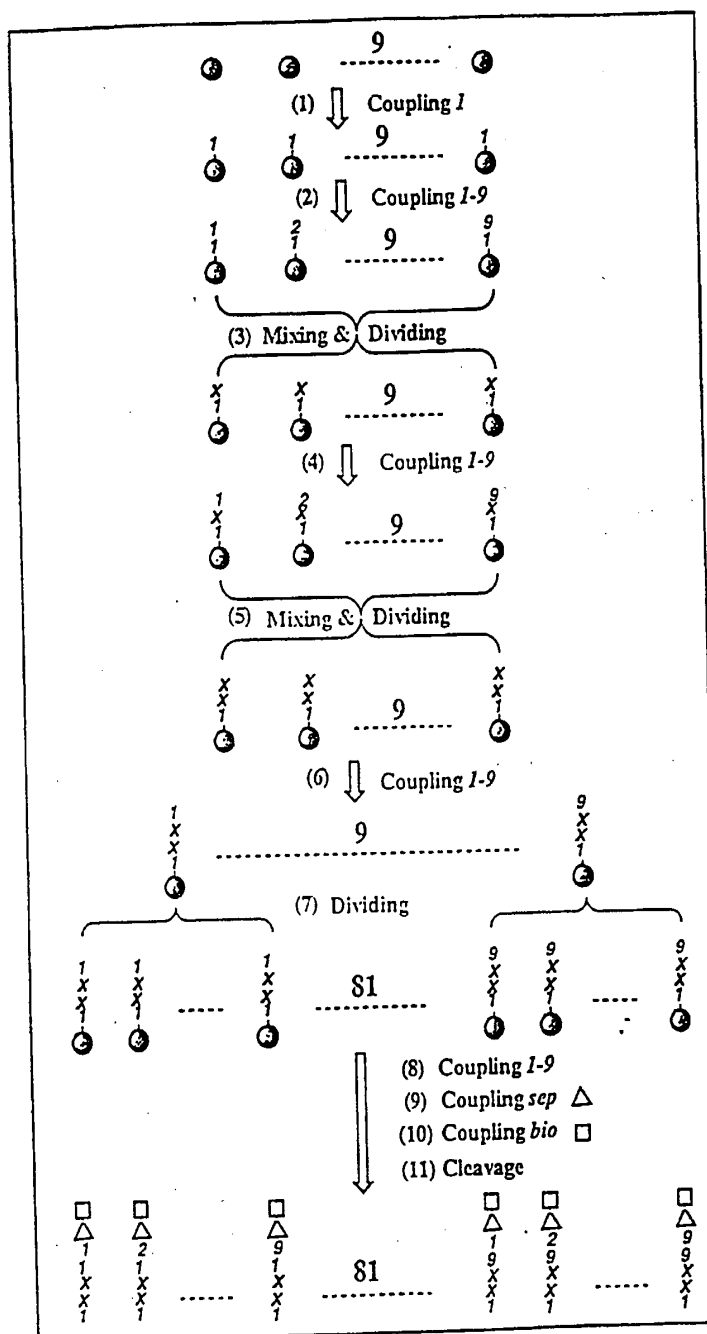 9
(1) Coupling 1
1 1 9 1
(2) Coupling 1-9
1 2 9
1 1 9 1
(3) Mixing & Dividing
X X X
1 1 9 1
(4) Coupling 1-9
1 2 9
X X 9 X
1 1 1
(5) Mixing & Dividing
X X X
X X X
1 1 9 1
(6) Coupling 1-9
1 9
X 9 X
X X
1 1
(7) Dividing
1 1 1 9 9 9
X X X X X X
X X X 81 X X X
1 1 1 1 1 1
(8) Coupling 1-9
(9) Coupling sep
(10) Coupling bio
(11) Cleavage
1 2 9 1 2 9
1 1 1 9 9 9
X X X 81 X X X
X X X X X X
1 1 1 1 1 1